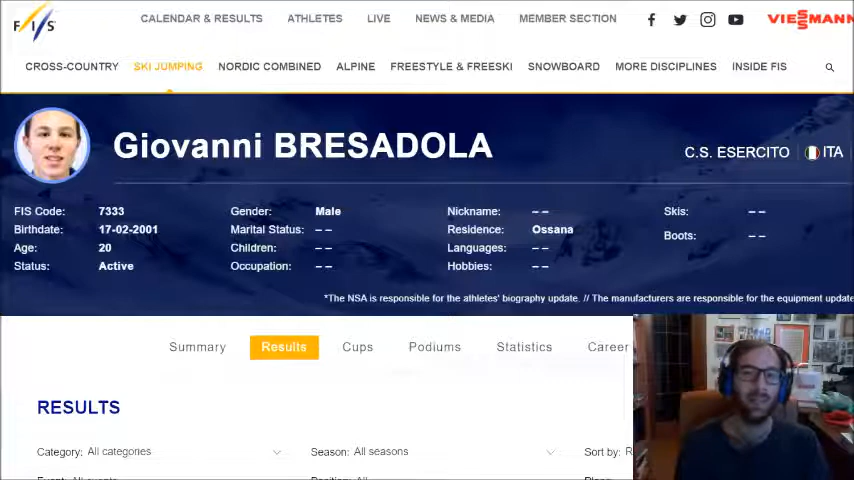 FIS
CALENDAR & RESULTS ATHLETES LIVE NEWS & MEDIA MEMBER SECTION
VIESSMANN
CROSS-COUNTRY SKI JUMPING NORDIC COMBINED ALPINE FREESTYLE & FREESKI SNOWBOARD MORE DISCIPLINES INSIDE FIS
Giovanni BRESADOLA
C.S. ESERCITO ITA
FIS Code: 7333 Gender: Male Nickname: – – Skis: – –
Birthdate: 17-02-2001 Marital Status: – – Residence: Ossana Boots: – –
Age: 20 Children: – – Languages: – –
Status: Active Occupation: – – Hobbies: – –
*The NSA is responsible for the athletes' biography update. // The manufacturers are responsible for the equipment update
Summary Results Cups Podiums Statistics Career
RESULTS
Category: All categories Season: All seasons Sort by: R